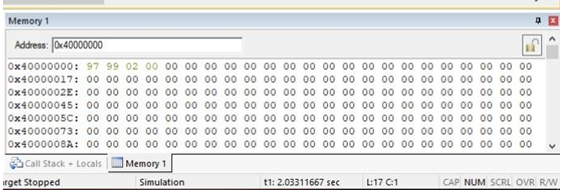 Memory 1
Address: 0x40000000
0x40000000: 97 99 02 00 00 00 00 00 00 00 00 00 00 00 00 00 00 00 00 00 00 00 00
0x40000017: 00 00 00 00 00 00 00 00 00 00 00 00 00 00 00 00 00 00 00 00 00 00 00
0x4000002E: 00 00 00 00 00 00 00 00 00 00 00 00 00 00 00 00 00 00 00 00 00 00 00
0x40000045: 00 00 00 00 00 00 00 00 00 00 00 00 00 00 00 00 00 00 00 00 00 00 00
0x4000005C: 00 00 00 00 00 00 00 00 00 00 00 00 00 00 00 00 00 00 00 00 00 00 00
0x40000073: 00 00 00 00 00 00 00 00 00 00 00 00 00 00 00 00 00 00 00 00 00 00 00
0x4000008A: 00 00 00 00 00 00 00 00 00 00 00 00 00 00 00 00 00 00 00 00 00 00 00
Call Stack + Locals Memory 1
rget Stopped Simulation t1: 2.03311667 sec L:17 C:1 CAP NUM SCRL OVR R/W